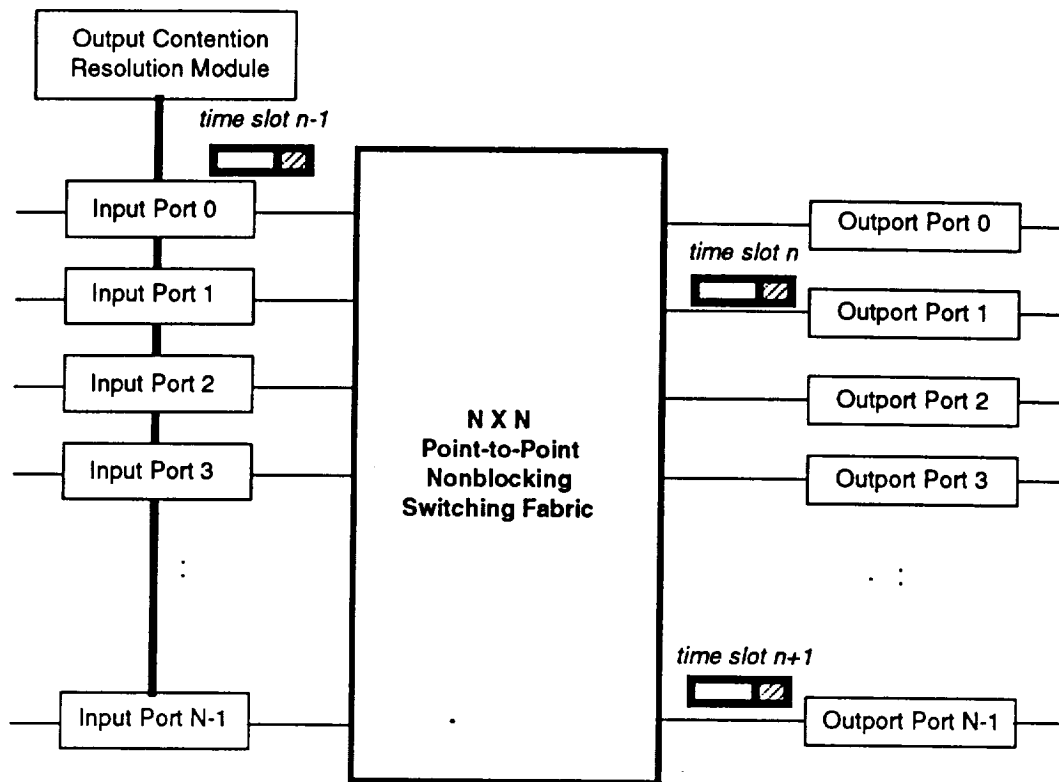 Output Contention
Resolution Module
time slot n-1
Input Port 0
Input Port 1
Input Port 2
Input Port 3
:
Input Port N-1
N X N
Point-to-Point
Nonblocking
Switching Fabric
Outport Port 0
time slot n
Outport Port 1
Outport Port 2
Outport Port 3
:
time slot n+1
Outport Port N-1